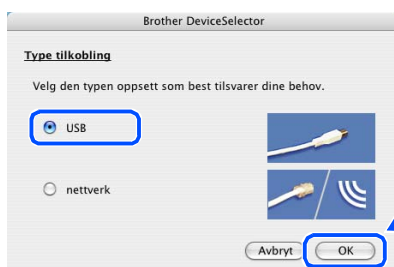 Brother DeviceSelector
Type tilkobling
Velg den typen oppsett som best tilsvarer dine behov.
USB
nettverk
Avbryt OK